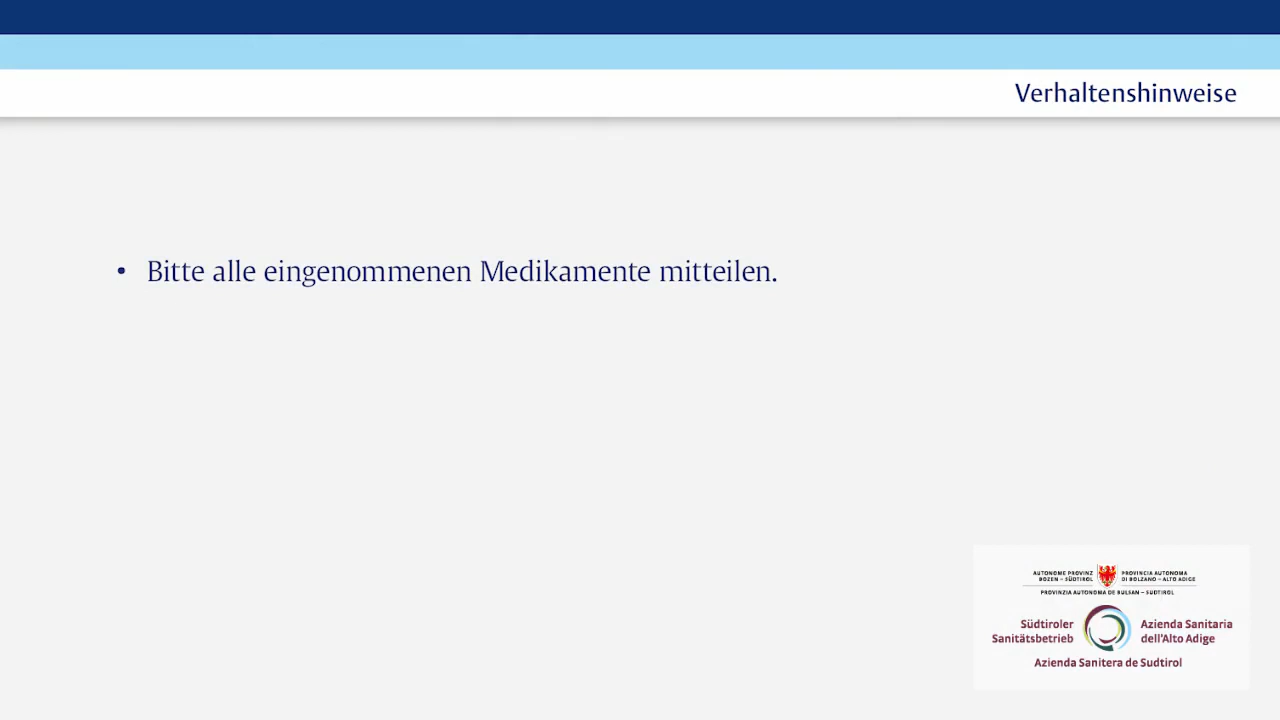 Verhaltenshinweise
• Bitte alle eingenommenen Medikamente mitteilen.
AUTONOME PROVINZ
BOZEN – SÜDTIROL
PROVINCIA AUTONOMA
DI BOLZANO – ALTO ADIGE
PROVINZIA AUTONOMA DE BULSAN – SÜDTIROL
Südtiroler
Sanitätsbetrieb
Azienda Sanitaria
dell'Alto Adige
Azienda Sanitera de Sudtirol